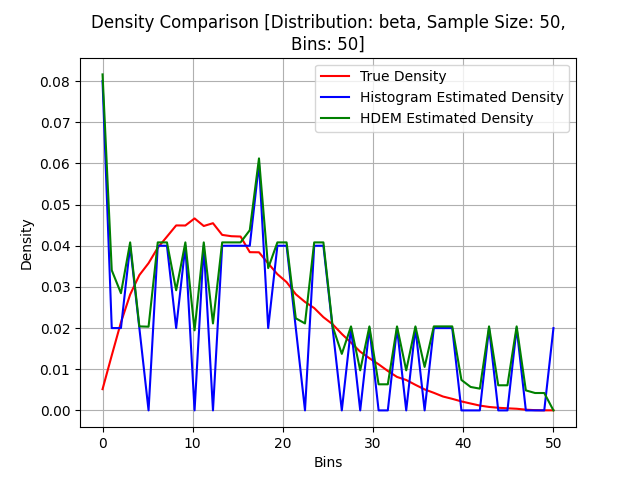 Density Comparison [Distribution: beta, Sample Size: 50,
Bins: 50]
True Density
Histogram Estimated Density
HDEM Estimated Density
Density
0.08
0.07
0.06
0.05
0.04
0.03
0.02
0.01
0.00
0 10 20 30 40 50
Bins